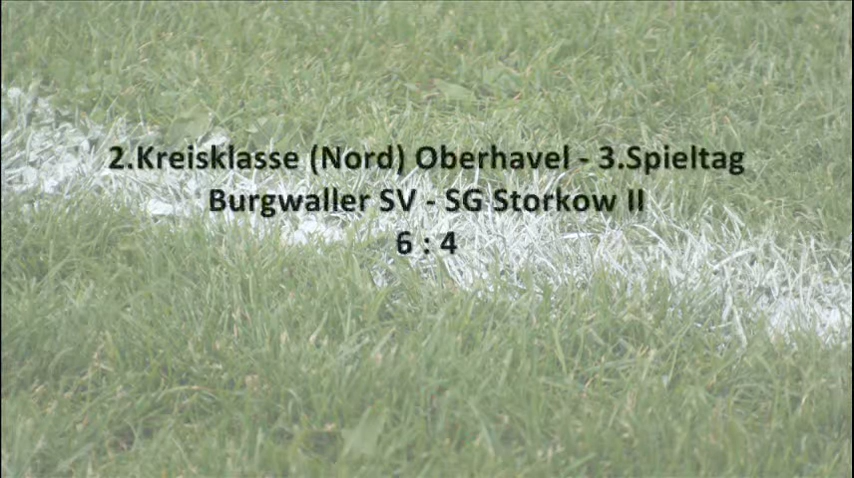 2.Kreisklasse (Nord) Oberhavel - 3.Spieltag
Burgwaller SV - SG Storkow II
6 : 4